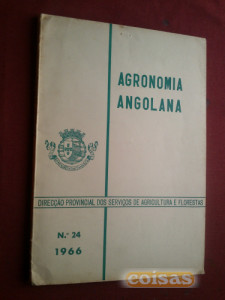 AGRONOMIA
ANGOLANA
DIRECÇÃO PROVINCIAL DOS SERVIÇOS DE AGRICULTURA E FLORESTAS
N.º 24
1966
coisas